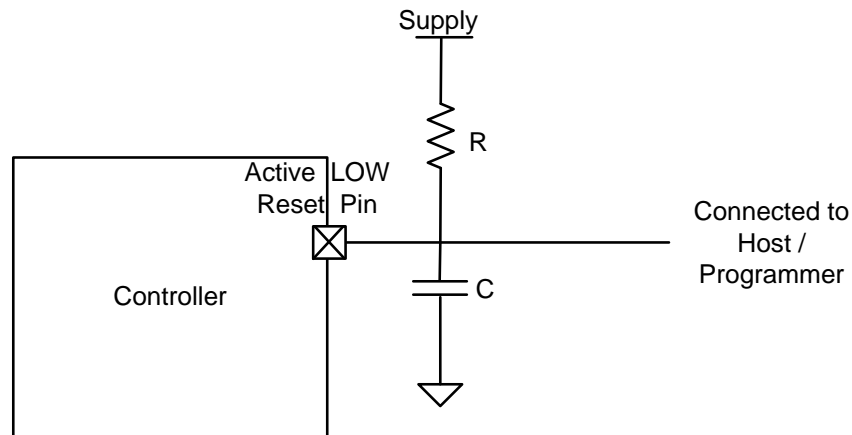 Supply
R
Active LOW
Reset Pin
Connected to
Host /
Programmer
Controller
C